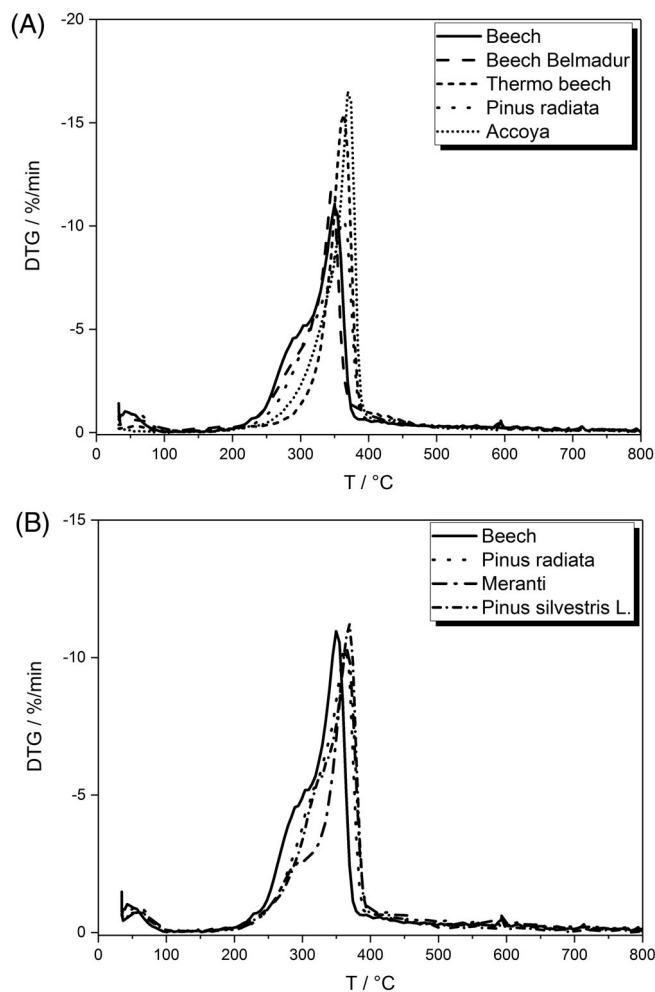 (A)
-20
-15
-10
-5
0
DTG / %/min
Beech
Beech Belmadur
Thermo beech
Pinus radiata
Accoya
0 100 200 300 400 500 600 700 800
T / °C
(B)
-15
-10
-5
0
DTG / %/min
Beech
Pinus radiata
Meranti
Pinus silvestris L.
0 100 200 300 400 500 600 700 800
T / °C